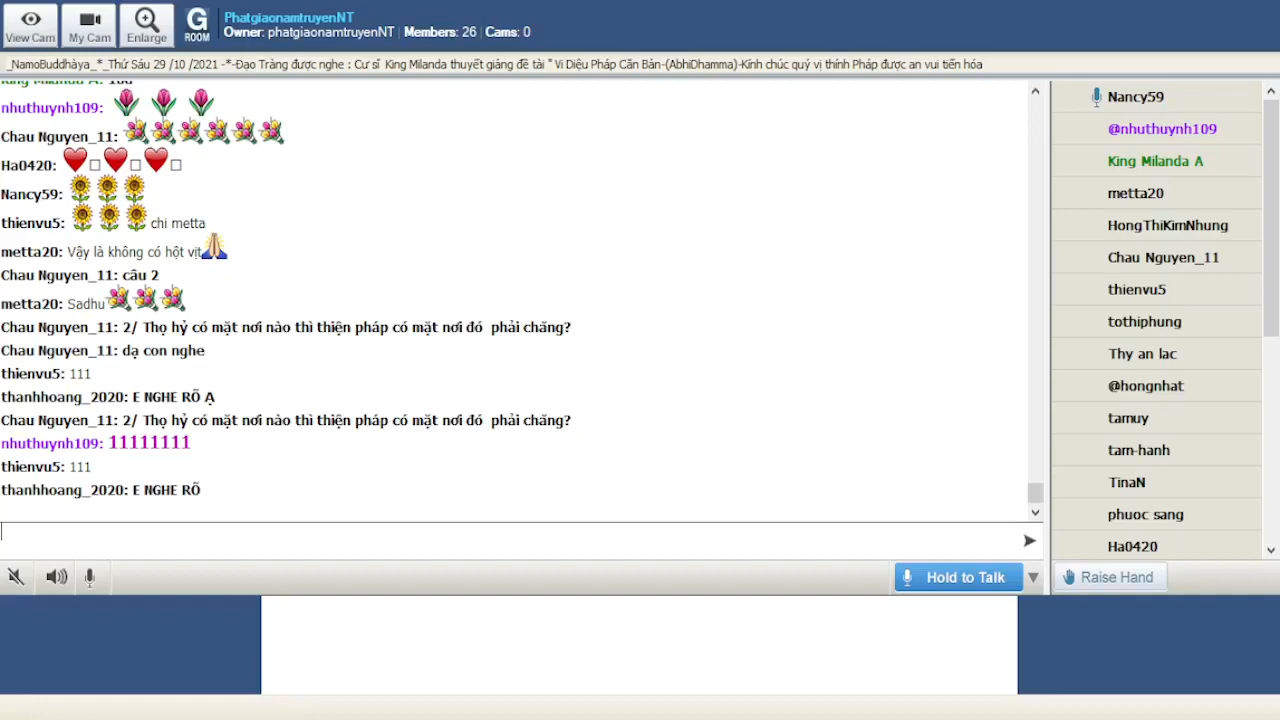 View Cam
My Cam
Enlarge
G
ROOM
PhatgiaonamtruyenNT
Owner: phatgiaonamtruyenNT | Members: 26 | Cams: 0
_NamoBuddhàya_*_Thứ Sáu 29 /10 /2021 -*-Đạo Tràng được nghe : Cư sĩ  King Milanda thuyết giảng đề tài " Vi Diệu Pháp Căn Bản-(AbhiDhamma)-Kính chúc quý vị thính Pháp được an vui tiến hóa
nhuthuynh109:
Chau Nguyen_11:
Ha0420:
Nancy59:
thienvu5: chi metta
metta20: Vậy là không có hột vịt
Chau Nguyen_11: câu 2
metta20: Sadhu
Chau Nguyen_11: 2/ Thọ hỷ có mặt nơi nào thì thiện pháp có mặt nơi đó  phải chăng?
Chau Nguyen_11: dạ con nghe
thienvu5: 111
thanhhoang_2020: E NGHE RÕ Ạ
Chau Nguyen_11: 2/ Thọ hỷ có mặt nơi nào thì thiện pháp có mặt nơi đó  phải chăng?
nhuthuynh109: 11111111
thienvu5: 111
thanhhoang_2020: E NGHE RÕ
Nancy59
@nhuthuynh109
King Milanda A
metta20
HongThiKimNhung
Chau Nguyen_11
thienvu5
tothiphung
Thy an lac
@hongnhat
tamuy
tam-hanh
TinaN
phuoc sang
Ha0420
Hold to Talk
Raise Hand